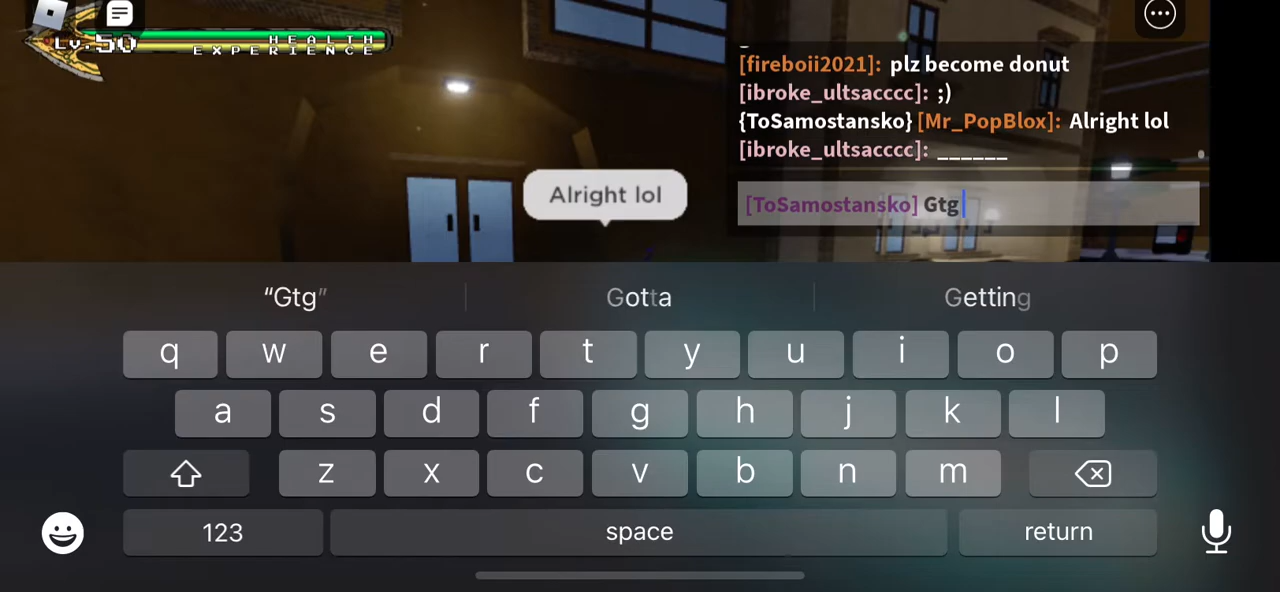 Lv.50
HEALTH
EXPERIENCE
[fireboii2021]: plz become donut
[ibroke_ultsacccc]: ;)
{ToSamostansko} [Mr_PopBlox]: Alright lol
[ibroke_ultsacccc]: ______
Alright lol
[ToSamostansko] Gtg
“Gtg” Gotta Getting
q w e r t y u i o p
a s d f g h j k l
z x c v b n m
123 space return